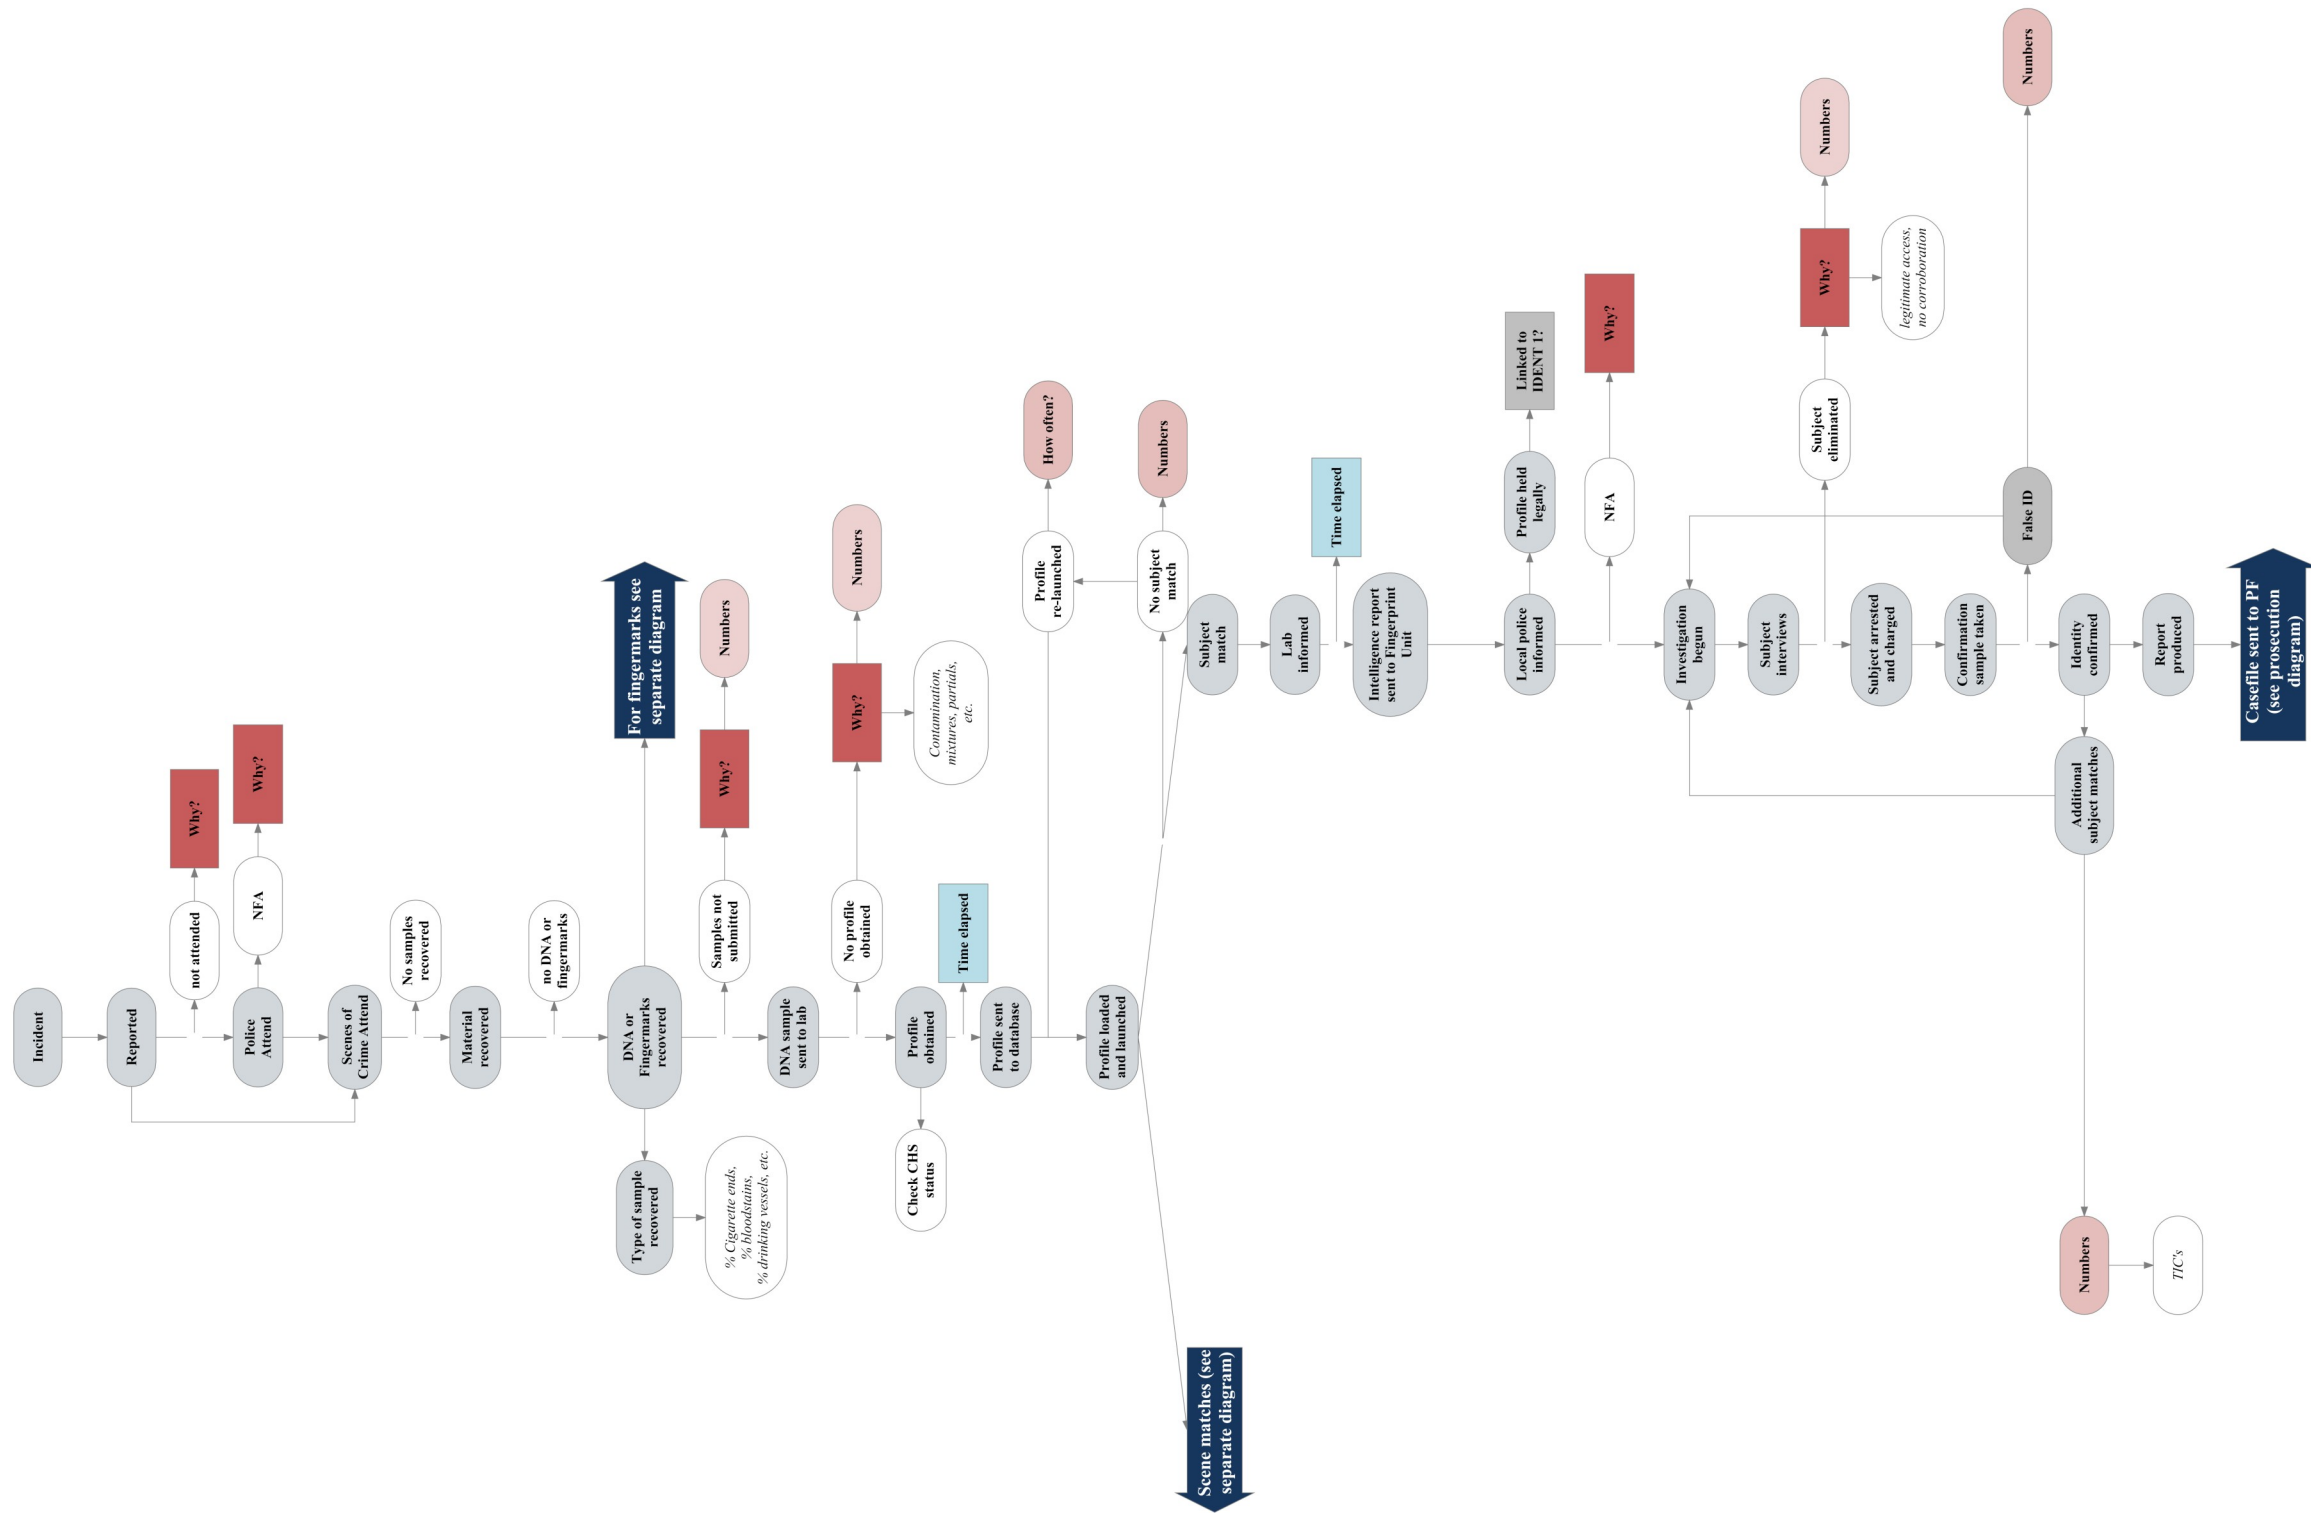 Incident
Reported
not attended
Why?
Police
Attend
NFA
Why?
Scenes of
Crime Attend
No samples
recovered
Material
recovered
no DNA or
fingermarks
DNA or
Fingermarks
recovered
For fingermarks see
separate diagram
Type of sample
recovered
% Cigarette ends,
% bloodstains,
% drinking vessels, etc.
Samples not
submitted
Why?
Numbers
DNA sample
sent to lab
No profile
obtained
Why?
Numbers
Contamination,
mixtures, partials,
etc.
Profile
obtained
Check CHS
status
Time elapsed
Profile sent
to database
Profile
re-launched
How often?
Profile loaded
and launched
No subject
match
Numbers
Scene matches (see
separate diagram)
Subject
match
Lab
informed
Time elapsed
Intelligence report
sent to Fingerprint
Unit
Local police
informed
Profile held
legally
Linked to
IDENT 1?
NFA
Why?
Investigation
begun
Subject
interviews
Subject
eliminated
Why?
Numbers
legitimate access,
no corroboration
Subject arrested
and charged
Confirmation
sample taken
False ID
Numbers
Identity
confirmed
Additional
subject matches
Numbers
TIC's
Report
produced
Casefile sent to PF
(see prosecution
diagram)